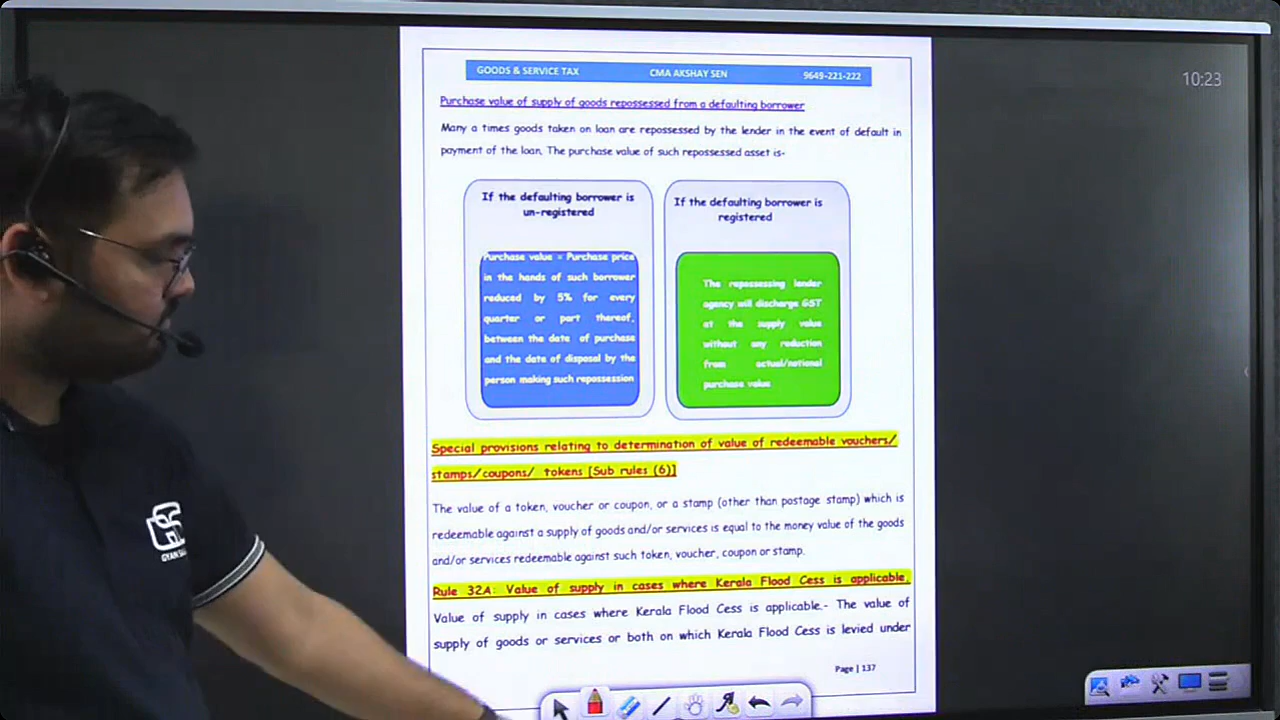 GOODS & SERVICE TAX CMA AKSHAY SEN 9649-221-222
10:23
Purchase value of supply of goods repossessed from a defaulting borrower
Many a times goods taken on loan are repossessed by the lender in the event of default in
payment of the loan. The purchase value of such repossessed asset is-
If the defaulting borrower is
un-registered
Purchase value = Purchase price
in the hands of such borrower
reduced by 5% for every
quarter or part thereof,
between the date of purchase
and the date of disposal by the
person making such repossession
If the defaulting borrower is
registered
The repossessing lender
agency will discharge GST
at the supply value
without any reduction
from actual/notional
purchase value
Special provisions relating to determination of value of redeemable vouchers/
stamps/coupons/ tokens [Sub rules (6)]
The value of a token, voucher or coupon, or a stamp (other than postage stamp) which is
redeemable against a supply of goods and/or services is equal to the money value of the goods
and/or services redeemable against such token, voucher, coupon or stamp.
Rule 32A: Value of supply in cases where Kerala Flood Cess is applicable.
Value of supply in cases where Kerala Flood Cess is applicable.- The value of
supply of goods or services or both on which Kerala Flood Cess is levied under
Page | 137